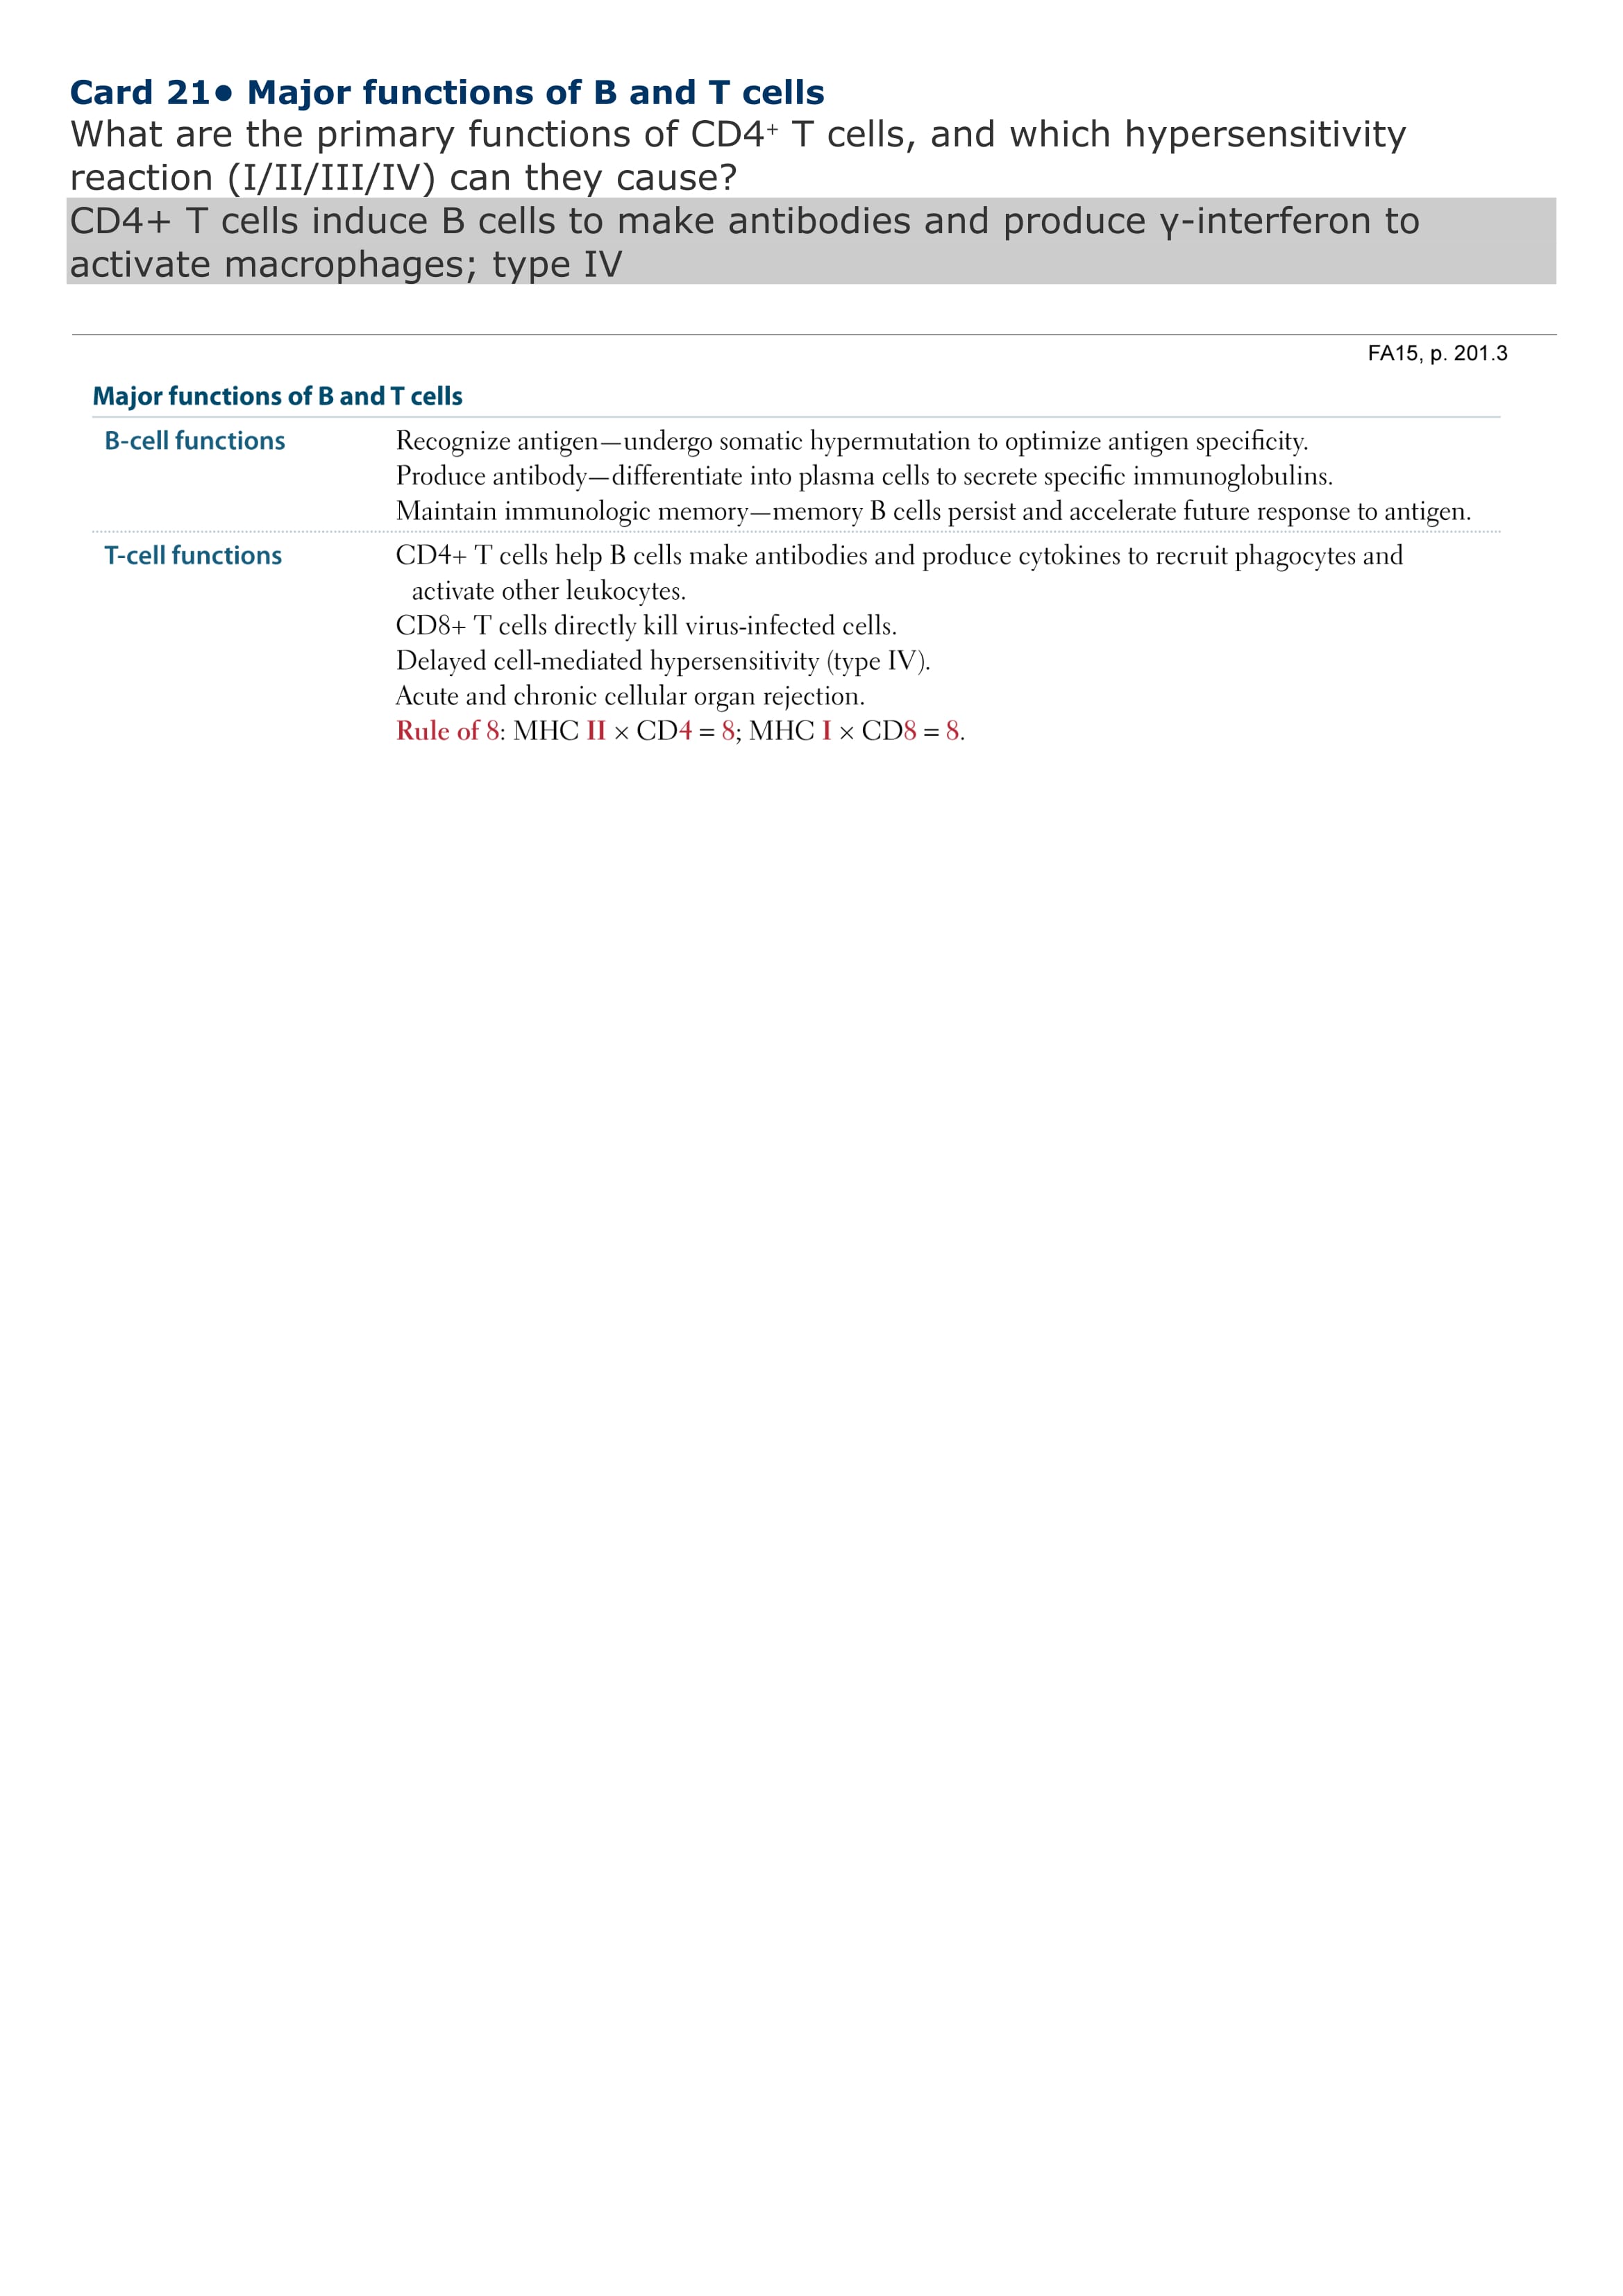 Card 21● Major functions of B and T cells
What are the primary functions of CD4⁺ T cells, and which hypersensitivity
reaction (I/II/III/IV) can they cause?
CD4+ T cells induce B cells to make antibodies and produce γ-interferon to
activate macrophages; type IV
FA15, p. 201.3
Major functions of B and T cells
B-cell functions
Recognize antigen—undergo somatic hypermutation to optimize antigen specificity.
Produce antibody—differentiate into plasma cells to secrete specific immunoglobulins.
Maintain immunologic memory—memory B cells persist and accelerate future response to antigen.
T-cell functions
CD4+ T cells help B cells make antibodies and produce cytokines to recruit phagocytes and
activate other leukocytes.
CD8+ T cells directly kill virus-infected cells.
Delayed cell-mediated hypersensitivity (type IV).
Acute and chronic cellular organ rejection.
Rule of 8: MHC II × CD4 = 8; MHC I × CD8 = 8.